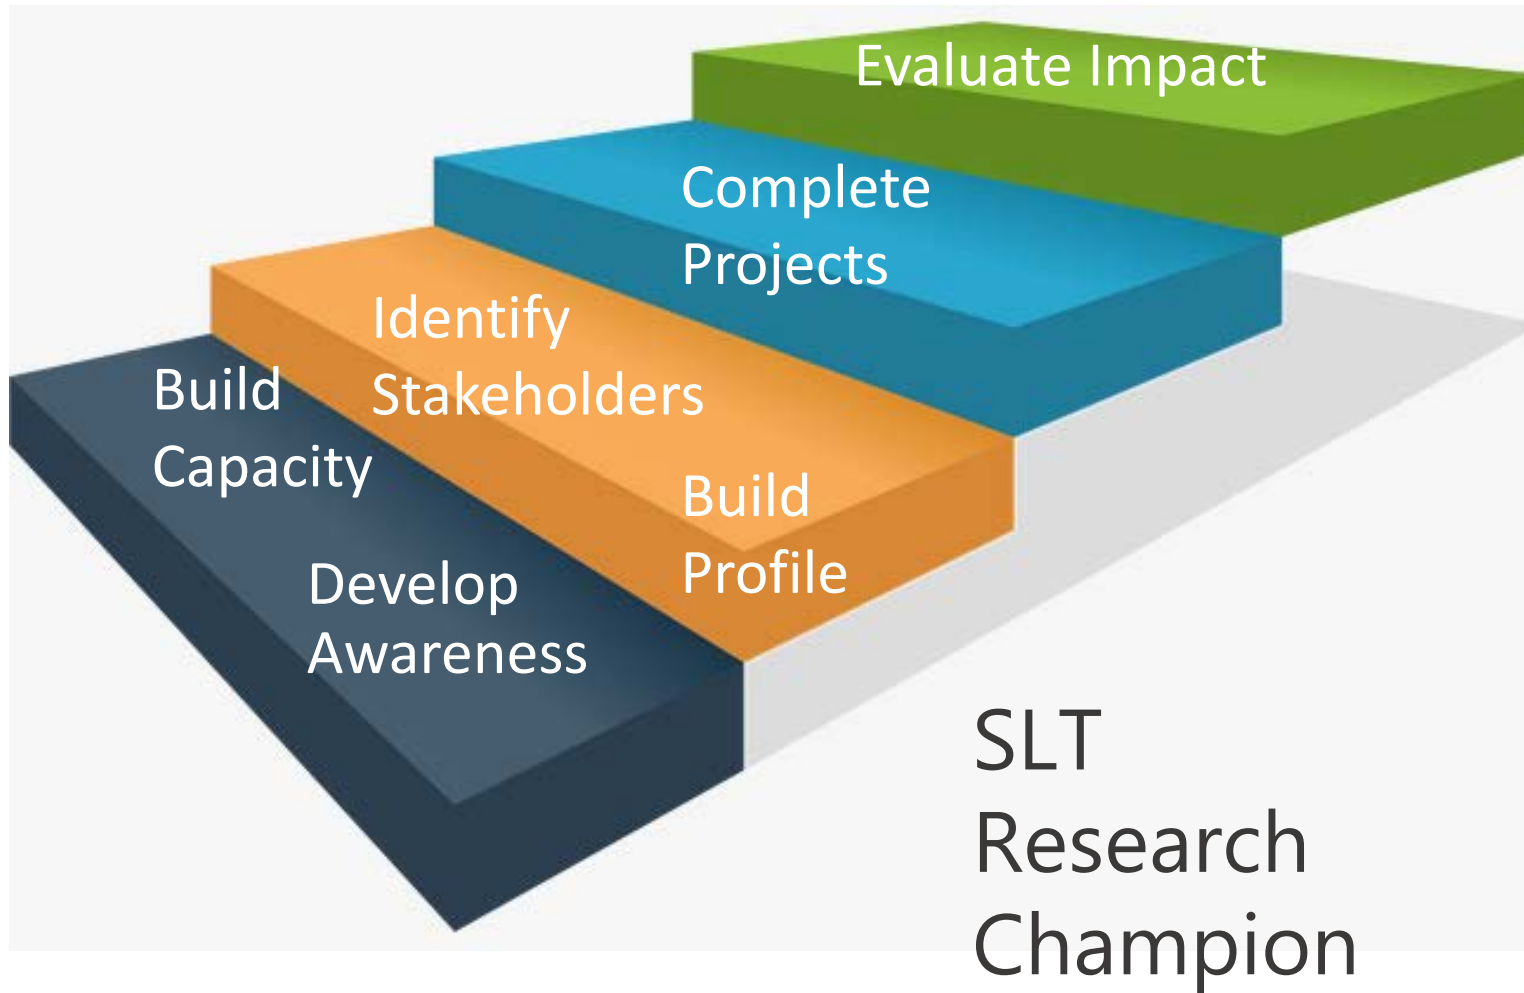 Evaluate Impact
Complete
Projects
Identify
Stakeholders
Build
Capacity
Build
Profile
Develop
Awareness
SLT
Research
Champion